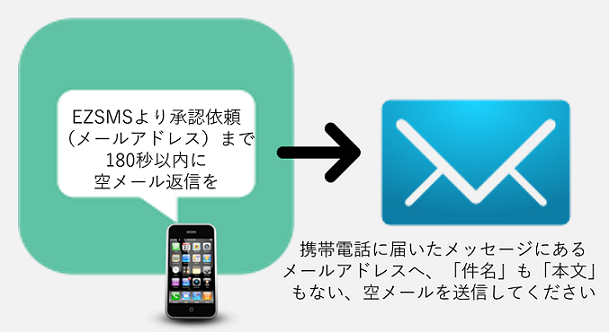 EZSMSより承認依頼
（メールアドレス）まで
180秒以内に
空メール返信を
携帯電話に届いたメッセージにある
メールアドレスへ、「件名」も「本文」
もない、空メールを送信してください